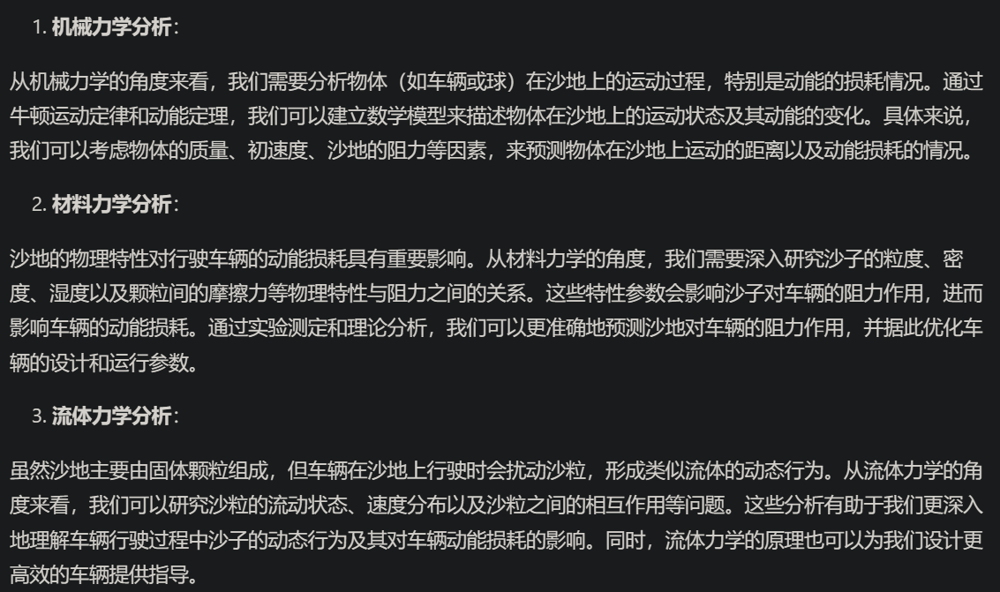 1. 机械力学分析：
从机械力学的角度来看，我们需要分析物体（如车辆或球）在沙地上的运动过程，特别是动能的损耗情况。通过
牛顿运动定律和动能定理，我们可以建立数学模型来描述物体在沙地上的运动状态及其动能的变化。具体来说，
我们可以考虑物体的质量、初速度、沙地的阻力等因素，来预测物体在沙地上运动的距离以及动能损耗的情况。
2. 材料力学分析：
沙地的物理特性对行驶车辆的动能损耗具有重要影响。从材料力学的角度，我们需要深入研究沙子的粒度、密
度、湿度以及颗粒间的摩擦力等物理特性与阻力之间的关系。这些特性参数会影响沙子对车辆的阻力作用，进而
影响车辆的动能损耗。通过实验测定和理论分析，我们可以更准确地预测沙地对车辆的阻力作用，并据此优化车
辆的设计和运行参数。
3. 流体力学分析：
虽然沙地主要由固体颗粒组成，但车辆在沙地上行驶时会扰动沙粒，形成类似流体的动态行为。从流体力学的角
度来看，我们可以研究沙粒的流动状态、速度分布以及沙粒之间的相互作用等问题。这些分析有助于我们更深入
地理解车辆行驶过程中沙子的动态行为及其对车辆动能损耗的影响。同时，流体力学的原理也可以为我们设计更
高效的车辆提供指导。